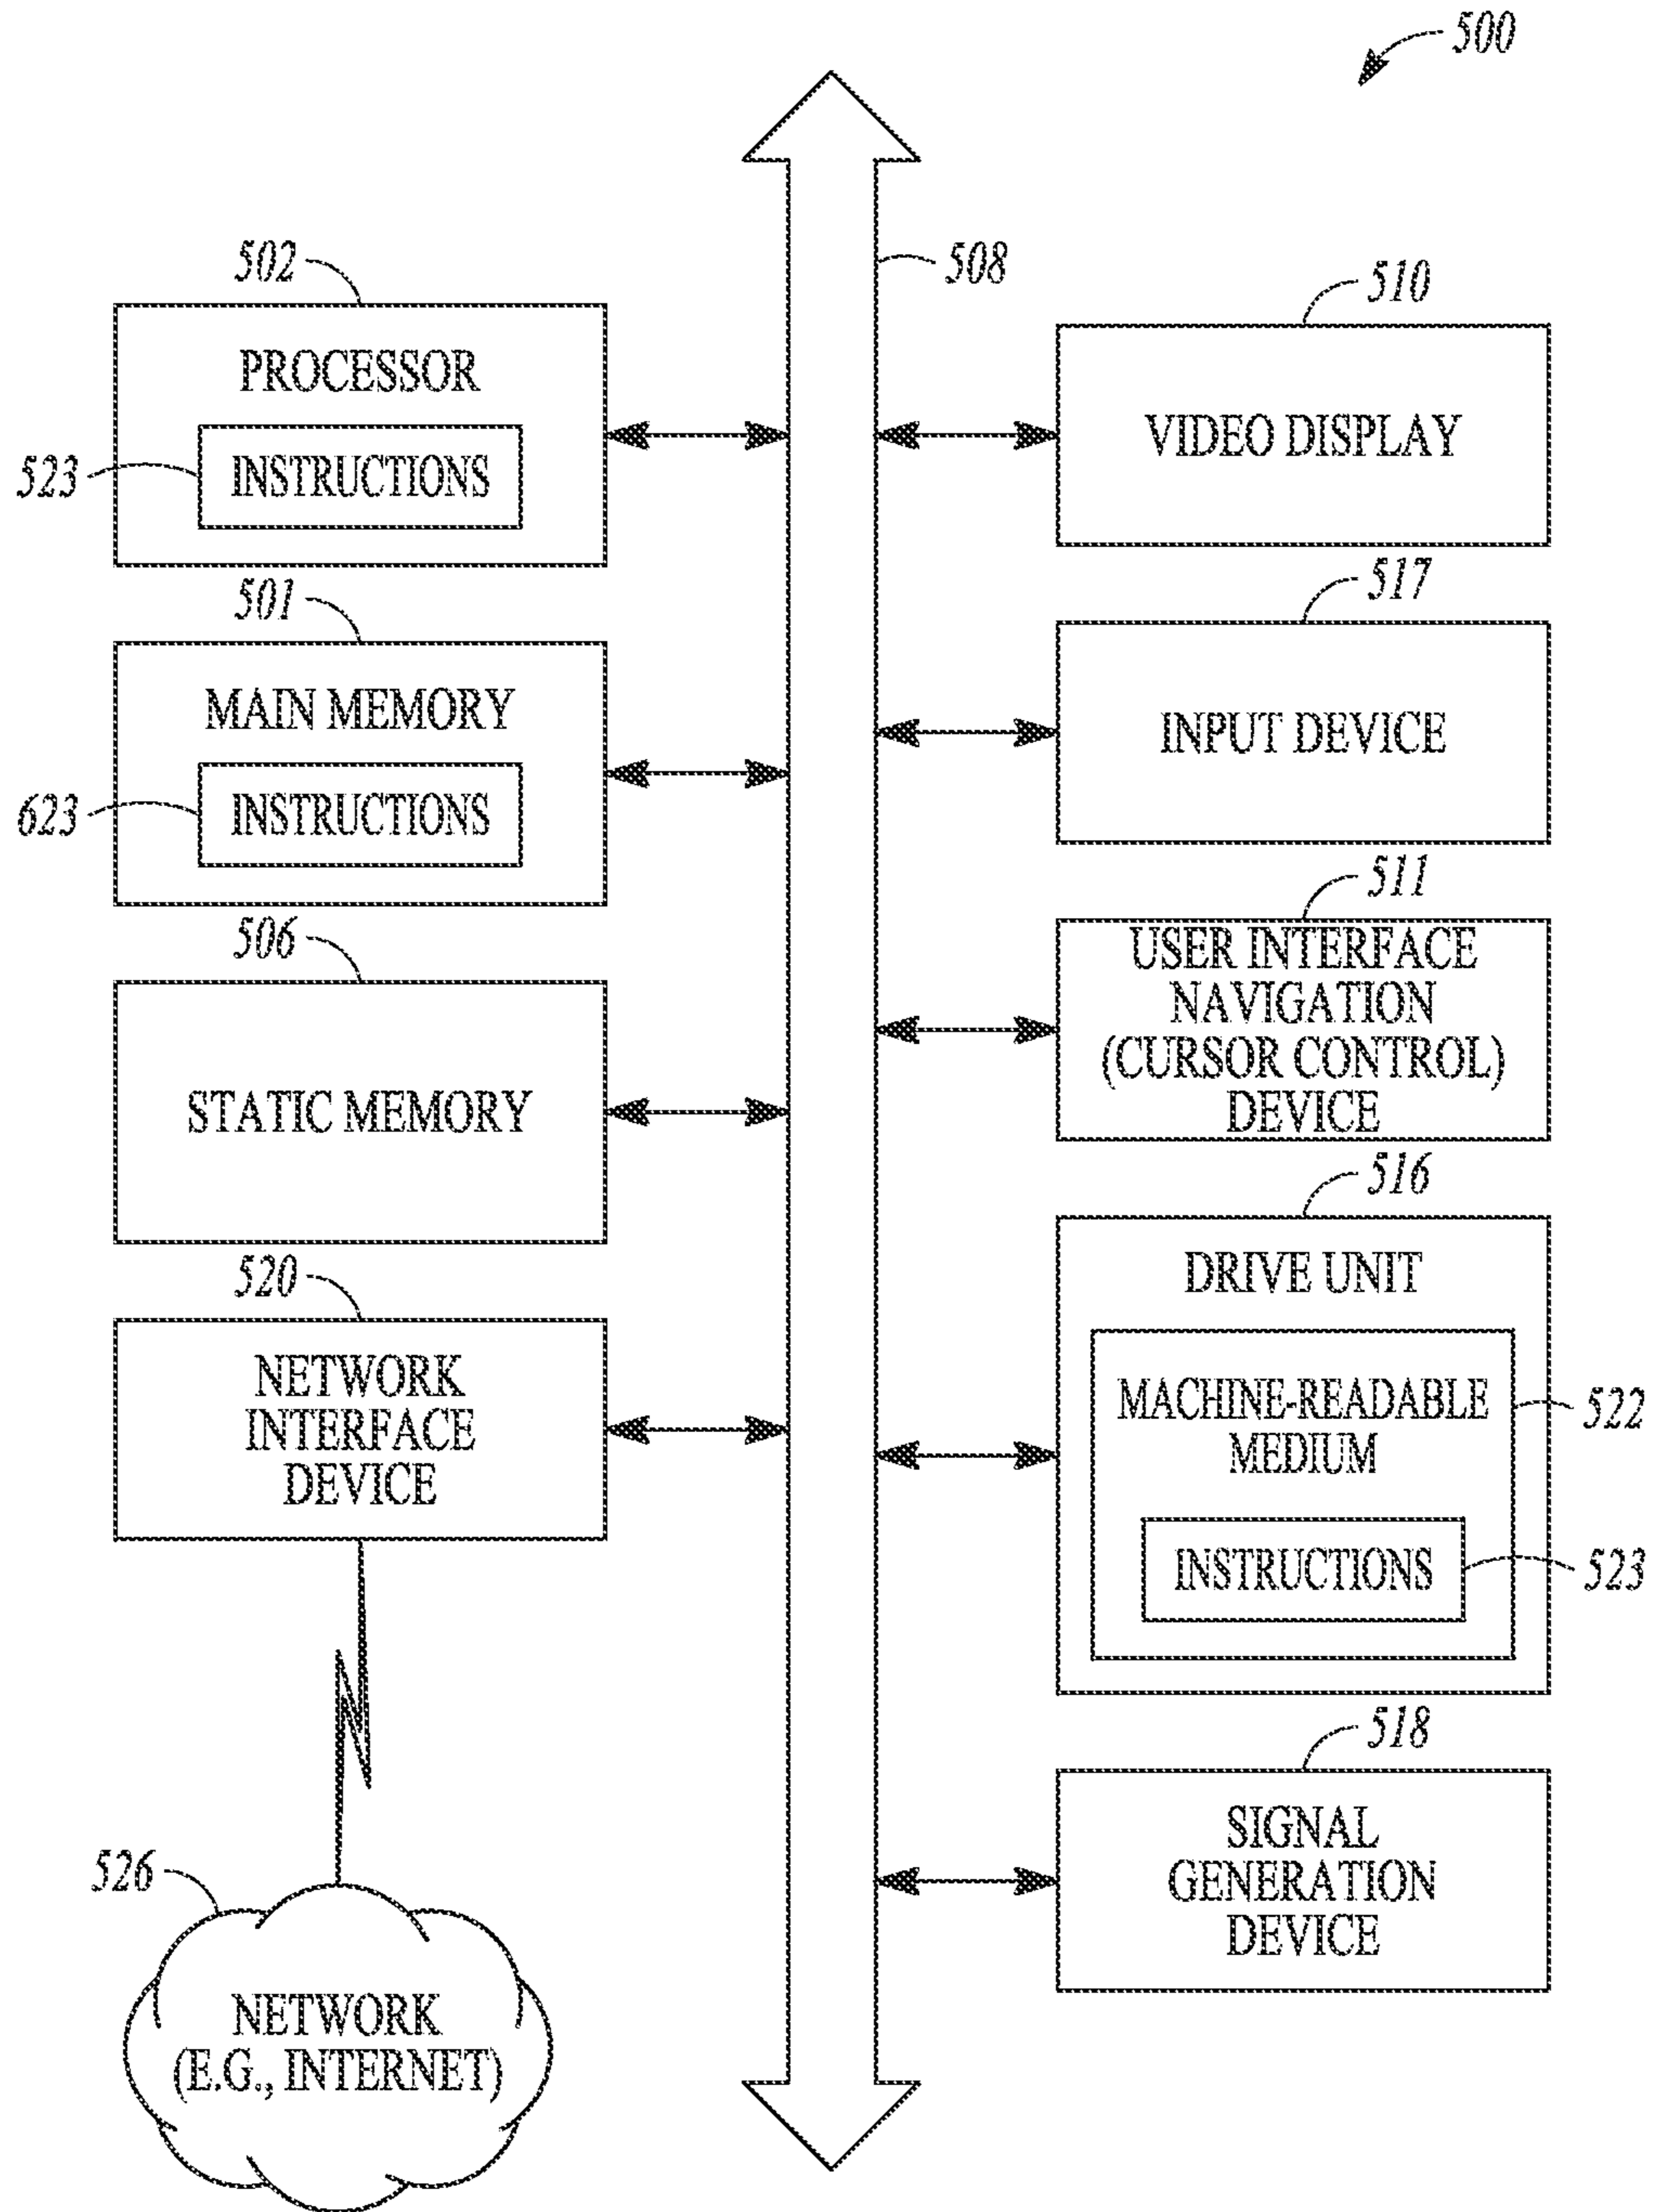 500
502
PROCESSOR
523
INSTRUCTIONS
501
MAIN MEMORY
623
INSTRUCTIONS
506
STATIC MEMORY
520
NETWORK
INTERFACE
DEVICE
526
NETWORK
(E.G., INTERNET)
508
510
VIDEO DISPLAY
517
INPUT DEVICE
511
USER INTERFACE
NAVIGATION
(CURSOR CONTROL)
DEVICE
516
DRIVE UNIT
MACHINE-READABLE
MEDIUM
522
INSTRUCTIONS
523
518
SIGNAL
GENERATION
DEVICE